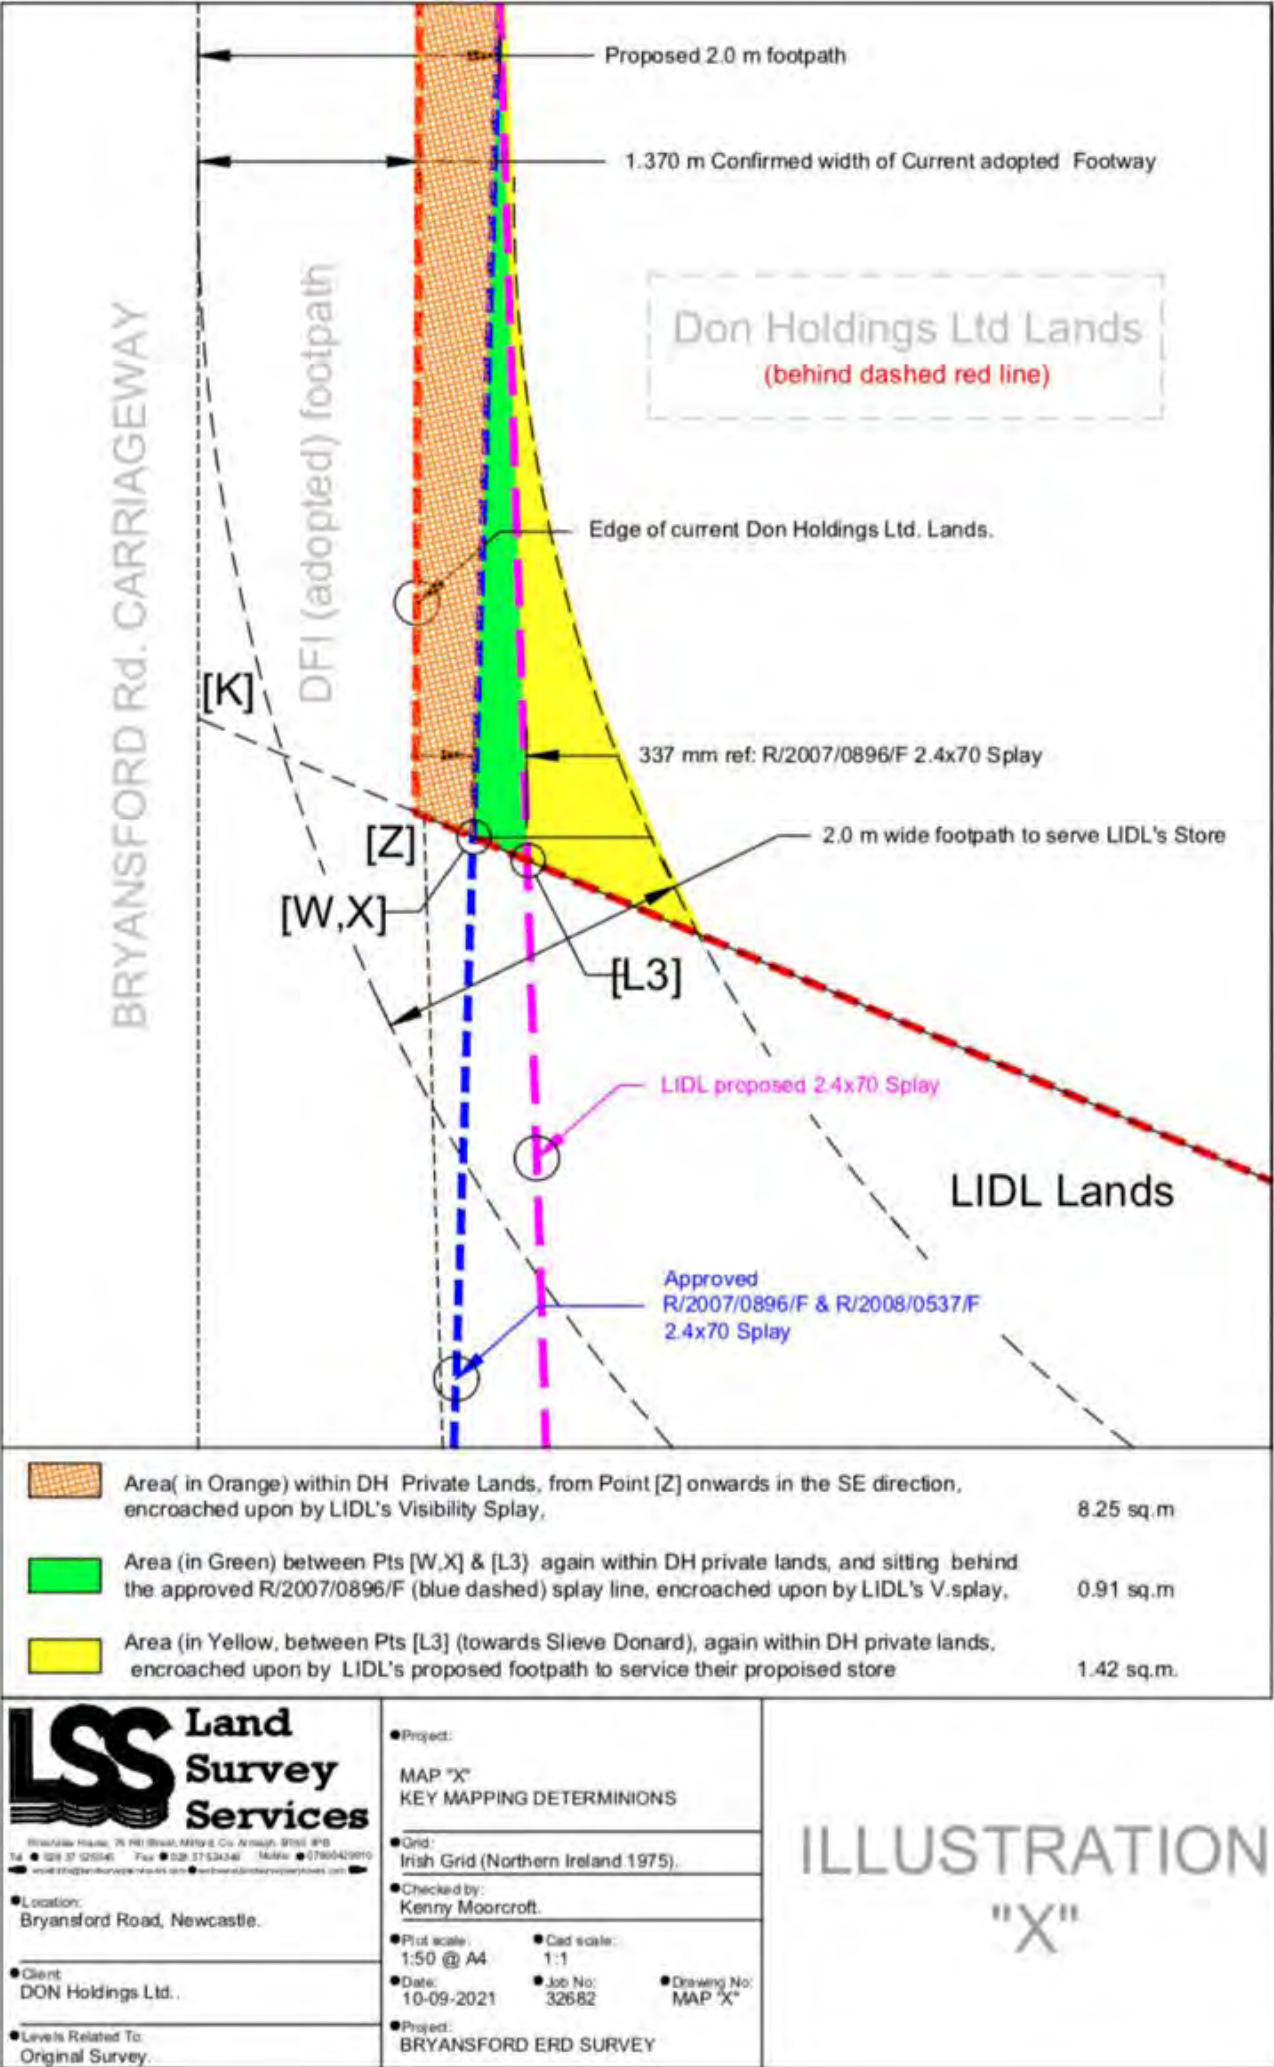 Proposed 2.0 m footpath
1.370 m Confirmed width of Current adopted Footway
BRYANSFORD Rd. CARRIAGEWAY
DFI (adopted) footpath
Don Holdings Ltd Lands
(behind dashed red line)
Edge of current Don Holdings Ltd. Lands.
[K]
337 mm ref: R/2007/0896/F 2.4x70 Splay
[Z]
2.0 m wide footpath to serve LIDL's Store
[W,X]
[L3]
LIDL proposed 2.4x70 Splay
LIDL Lands
Approved
R/2007/0896/F & R/2008/0537/F
2.4x70 Splay
Area( in Orange) within DH Private Lands, from Point [Z] onwards in the SE direction,
encroached upon by LIDL's Visibility Splay,
8.25 sq.m
Area (in Green) between Pts [W,X] & [L3} again within DH private lands, and sitting behind
the approved R/2007/0896/F (blue dashed) splay line, encroached upon by LIDL's V.splay,
0.91 sq.m
Area (in Yellow, between Pts [L3] (towards Slieve Donard), again within DH private lands,
encroached upon by LIDL's proposed footpath to service their propoised store
1.42 sq.m.
LSS Land
Survey
Services
Location:
Bryansford Road, Newcastle.
Client
DON Holdings Ltd..
Levels Related To:
Original Survey.
Project:
MAP "X"
KEY MAPPING DETERMINIONS
Grid:
Irish Grid (Northern Ireland 1975).
Checked by:
Kenny Moorcroft.
Plot scale: Cad scale:
1:50 @ A4 1:1
Date: Job No: Drawing No:
10-09-2021 32682 MAP "X"
Project:
BRYANSFORD ERD SURVEY
ILLUSTRATION
"X"